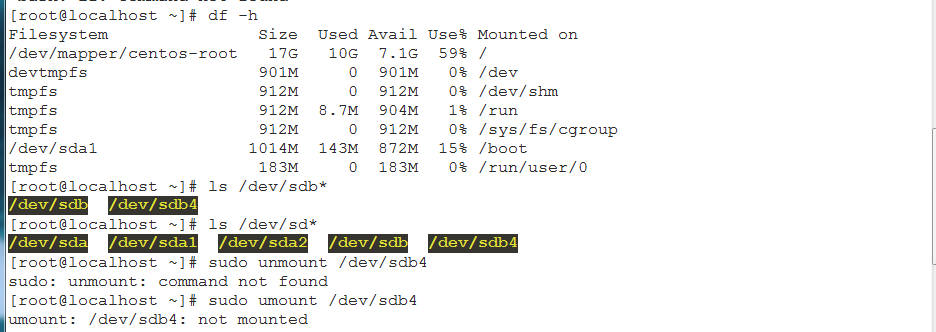 [root@localhost ~]# df -h
Filesystem Size Used Avail Use% Mounted on
/dev/mapper/centos-root 17G 10G 7.1G 59% /
devtmpfs 901M 0 901M 0% /dev
tmpfs 912M 0 912M 0% /dev/shm
tmpfs 912M 8.7M 904M 1% /run
tmpfs 912M 0 912M 0% /sys/fs/cgroup
/dev/sda1 1014M 143M 872M 15% /boot
tmpfs 183M 0 183M 0% /run/user/0
[root@localhost ~]# ls /dev/sdb*
/dev/sdb /dev/sdb4
[root@localhost ~]# ls /dev/sd*
/dev/sda /dev/sda1 /dev/sda2 /dev/sdb /dev/sdb4
[root@localhost ~]# sudo unmount /dev/sdb4
sudo: unmount: command not found
[root@localhost ~]# sudo umount /dev/sdb4
umount: /dev/sdb4: not mounted